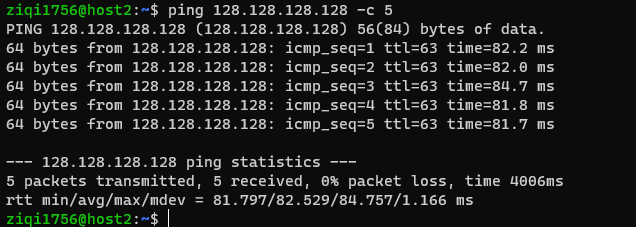 ziqi1756@host2:~$ ping 128.128.128.128 -c 5
PING 128.128.128.128 (128.128.128.128) 56(84) bytes of data.
64 bytes from 128.128.128.128: icmp_seq=1 ttl=63 time=82.2 ms
64 bytes from 128.128.128.128: icmp_seq=2 ttl=63 time=82.0 ms
64 bytes from 128.128.128.128: icmp_seq=3 ttl=63 time=84.7 ms
64 bytes from 128.128.128.128: icmp_seq=4 ttl=63 time=81.8 ms
64 bytes from 128.128.128.128: icmp_seq=5 ttl=63 time=81.7 ms
--- 128.128.128.128 ping statistics ---
5 packets transmitted, 5 received, 0% packet loss, time 4006ms
rtt min/avg/max/mdev = 81.797/82.529/84.757/1.166 ms
ziqi1756@host2:~$